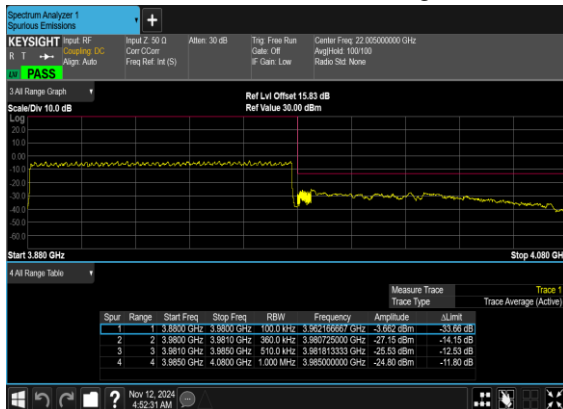 Spectrum Analyzer 1
Spurious Emissions
KEYSIGHT Input: RF Input Z: 50 Ω Atten: 30 dB Trig: Free Run Center Freq: 22.005000000 GHz
R T Coupling: DC Corr CCorr Gate: Off Avg|Hold: 100/100
Align: Auto Freq Ref: Int (S) IF Gain: Low Radio Std: None
PASS
3 All Range Graph Ref Lvl Offset 15.83 dB
Scale/Div 10.0 dB Ref Value 30.00 dBm
Log
20.0
10.0
0.00
-10.0
-20.0
-30.0
-40.0
-50.0
-60.0
Start 3.880 GHz Stop 4.080 GH
4 All Range Table
Measure Trace Trace 1
Trace Type Trace Average (Active)
Spur Range Start Freq Stop Freq RBW Frequency Amplitude ΔLimit
1 1 3.8800 GHz 3.9800 GHz 100.0 kHz 3.962166667 GHz -3.662 dBm -33.66 dB
2 2 3.9800 GHz 3.9810 GHz 360.0 kHz 3.980725000 GHz -27.15 dBm -14.15 dB
3 3 3.9810 GHz 3.9850 GHz 510.0 kHz 3.981813333 GHz -25.53 dBm -12.53 dB
4 4 3.9850 GHz 4.0800 GHz 1.000 MHz 3.985000000 GHz -24.80 dBm -11.80 dB
Nov 12, 2024
4:52:31 AM